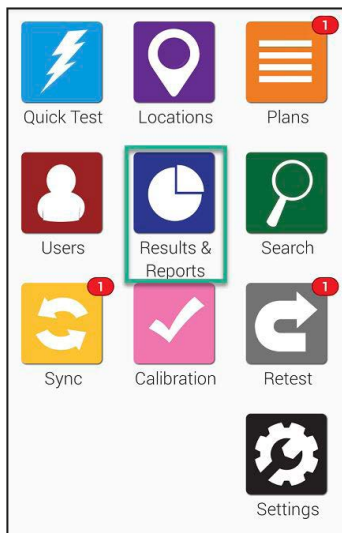 1
Quick Test
Locations
Plans
Users
Results &
Reports
Search
1
1
Sync
Calibration
Retest
Settings